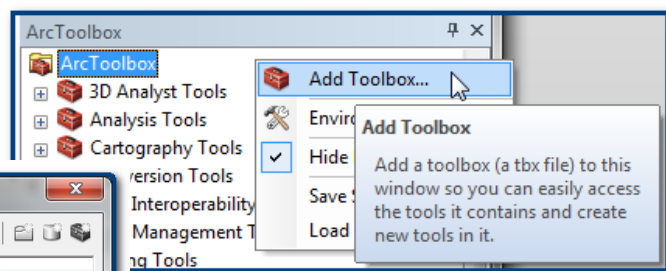 ArcToolbox
ArcToolbox
3D Analyst Tools
Analysis Tools
Cartography Tools
Tools
Interoperability
Management
Tools
Add Toolbox...
Hide
Save
Load
Add Toolbox
Add a toolbox (a tbx file) to this
window so you can easily access
the tools it contains and create
new tools in it.